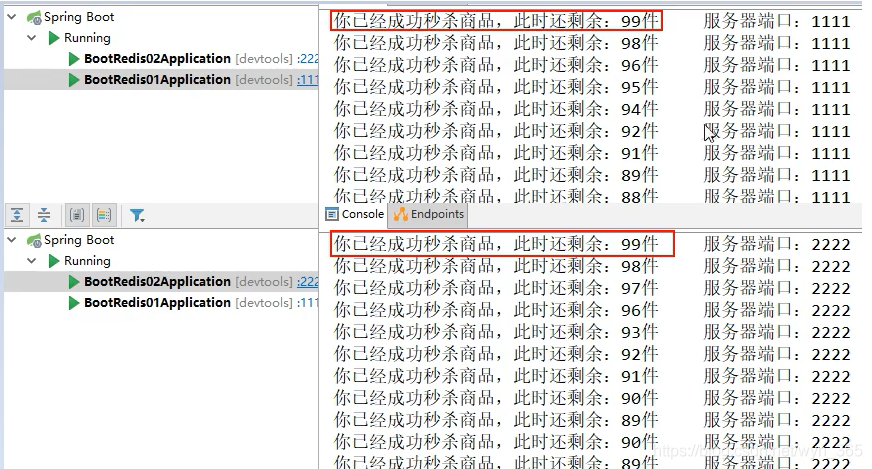 Spring Boot
Running
BootRedis02Application [devtools] :222
BootRedis01Application [devtools] :111
你已经成功秒杀商品，此时还剩余：99件 服务器端口：1111
你已经成功秒杀商品，此时还剩余：98件 服务器端口：1111
你已经成功秒杀商品，此时还剩余：96件 服务器端口：1111
你已经成功秒杀商品，此时还剩余：95件 服务器端口：1111
你已经成功秒杀商品，此时还剩余：94件 服务器端口：1111
你已经成功秒杀商品，此时还剩余：92件 服务器端口：1111
你已经成功秒杀商品，此时还剩余：91件 服务器端口：1111
你已经成功秒杀商品，此时还剩余：89件 服务器端口：1111
你已经成功秒杀商品，此时还剩余：88件 服务器端口：1111
Console Endpoints
Spring Boot
Running
BootRedis02Application [devtools] :222
BootRedis01Application [devtools] :111
你已经成功秒杀商品，此时还剩余：99件 服务器端口：2222
你已经成功秒杀商品，此时还剩余：98件 服务器端口：2222
你已经成功秒杀商品，此时还剩余：97件 服务器端口：2222
你已经成功秒杀商品，此时还剩余：96件 服务器端口：2222
你已经成功秒杀商品，此时还剩余：93件 服务器端口：2222
你已经成功秒杀商品，此时还剩余：92件 服务器端口：2222
你已经成功秒杀商品，此时还剩余：91件 服务器端口：2222
你已经成功秒杀商品，此时还剩余：90件 服务器端口：2222
你已经成功秒杀商品，此时还剩余：89件 服务器端口：2222
你已经成功秒杀商品，此时还剩余：90件 服务器端口：2222
你已经成功秒杀商品，此时还剩余：89件 服务器端口：2222